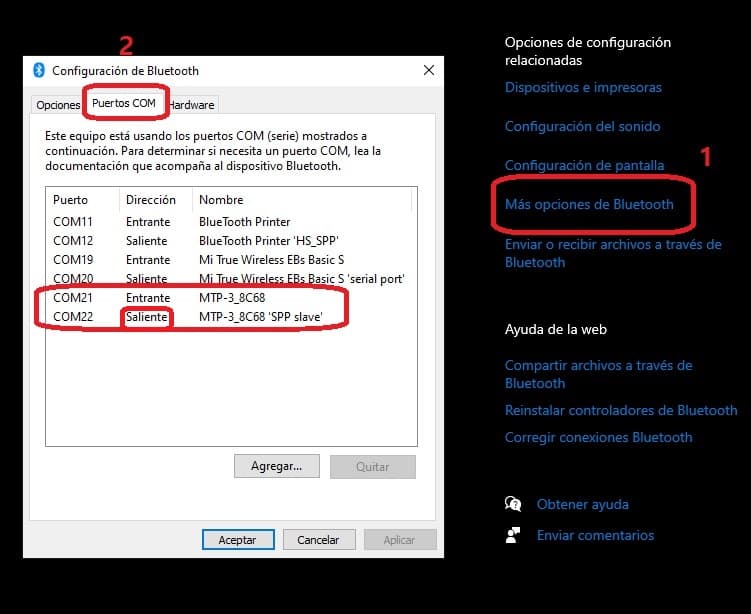 2
Configuración de Bluetooth
Opciones Puertos COM Hardware
Este equipo está usando los puertos COM (serie) mostrados a
continuación. Para determinar si necesita un puerto COM, lea la
documentación que acompaña al dispositivo Bluetooth.
Puerto Dirección Nombre
COM11 Entrante BlueTooth Printer
COM12 Saliente BlueTooth Printer 'HS_SPP'
COM19 Entrante Mi True Wireless EBs Basic S
COM20 Saliente Mi True Wireless EBs Basic S 'serial port'
COM21 Entrante MTP-3_8C68
COM22 Saliente MTP-3_8C68 'SPP slave'
Agregar... Quitar
Aceptar Cancelar Aplicar
Opciones de configuración
relacionadas
Dispositivos e impresoras
Configuración del sonido
Configuración de pantalla
1
Más opciones de Bluetooth
Enviar o recibir archivos a través de
Bluetooth
Ayuda de la web
Compartir archivos a través de
Bluetooth
Reinstalar controladores de Bluetooth
Corregir conexiones Bluetooth
Obtener ayuda
Enviar comentarios